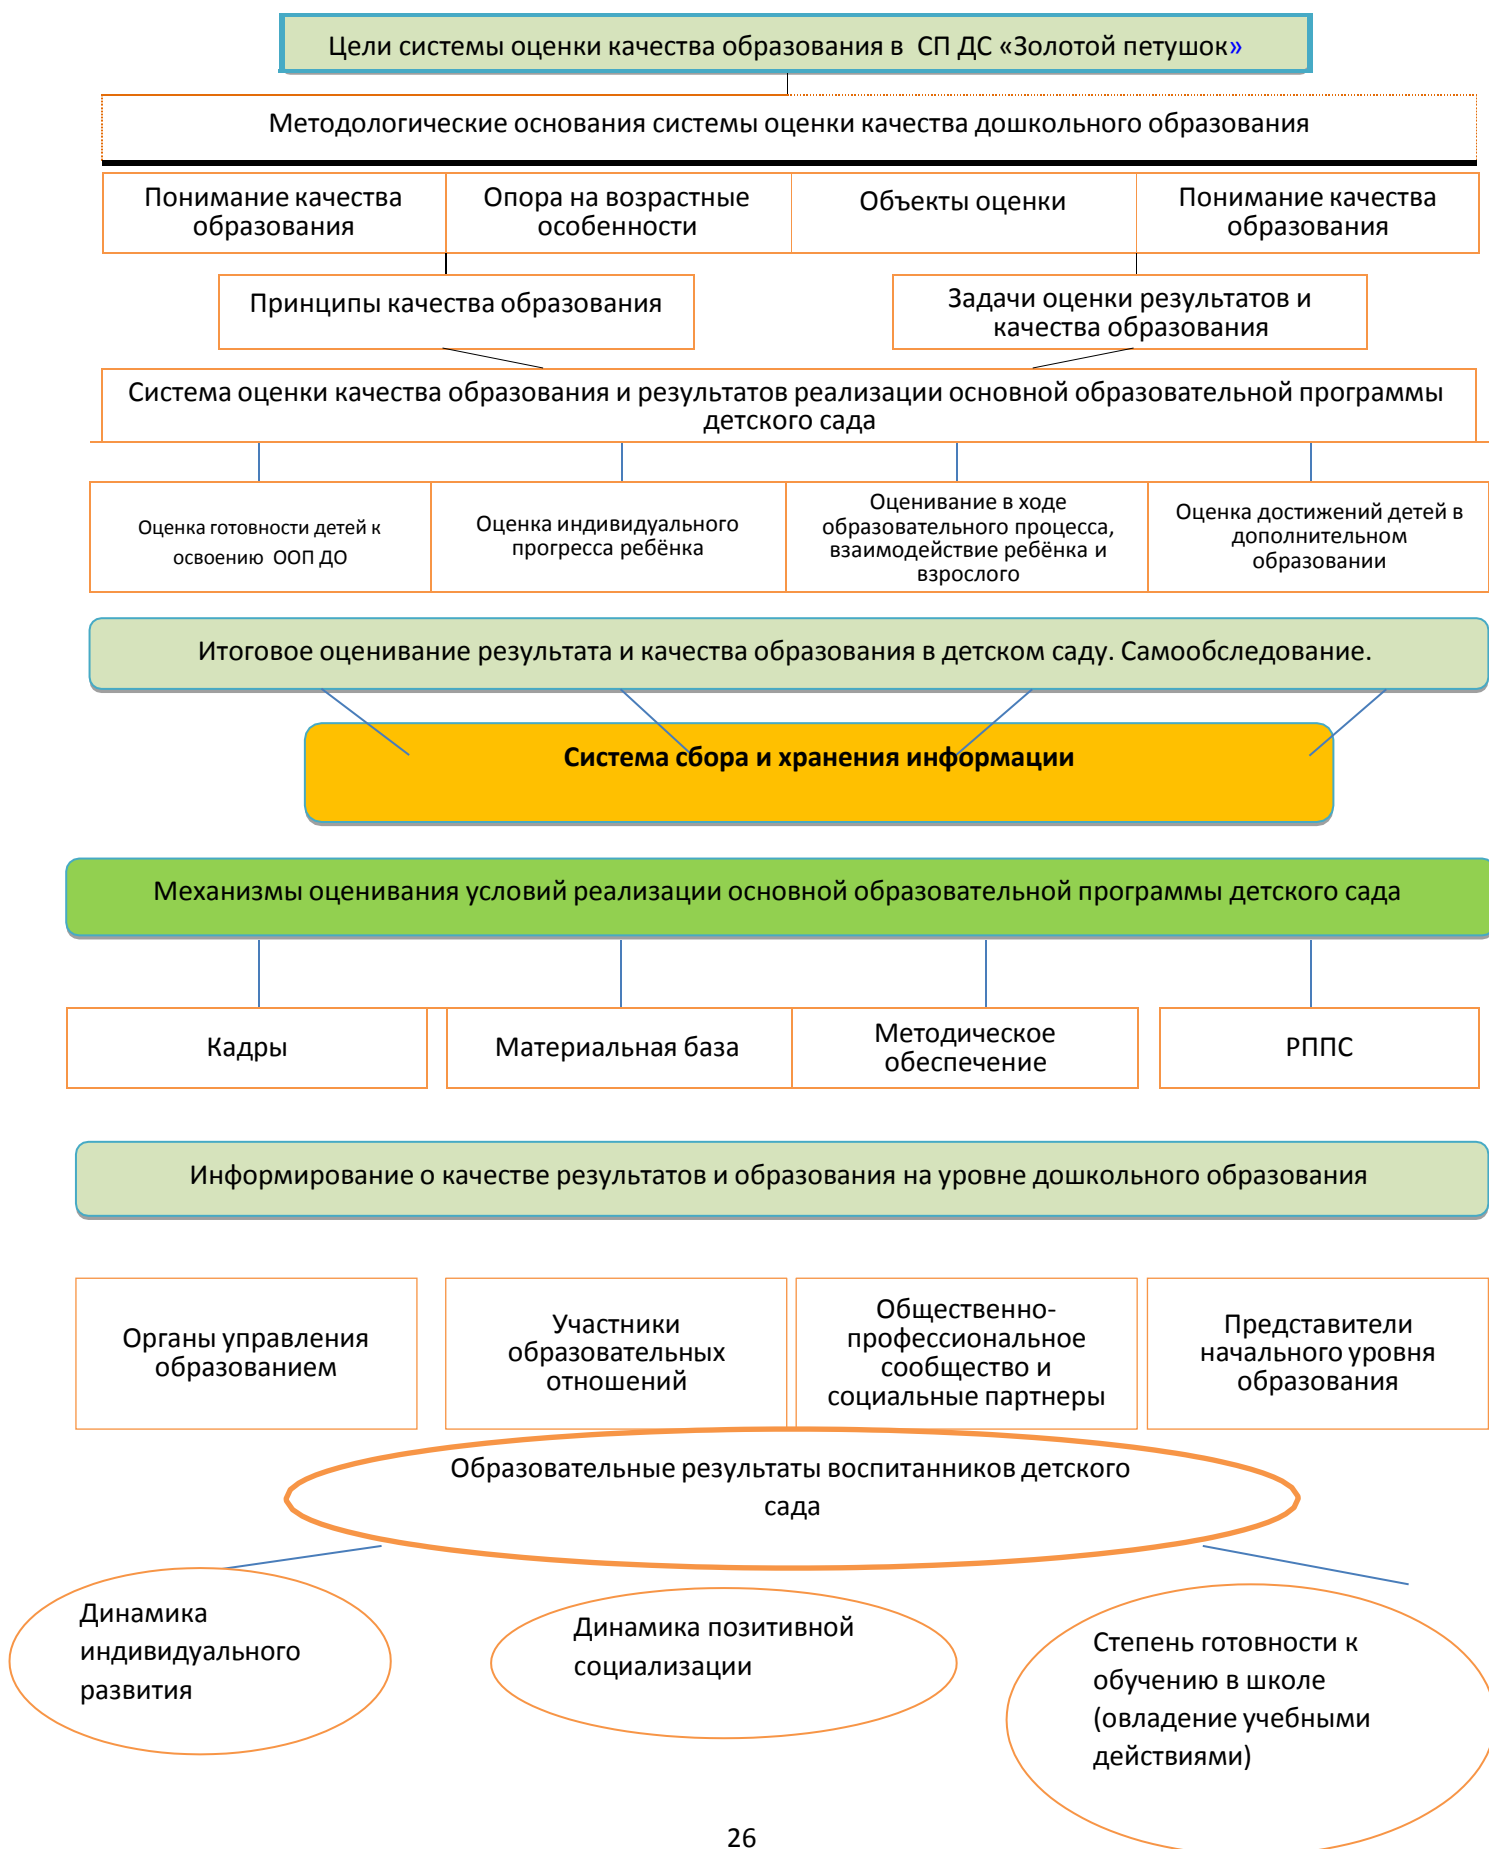 Цели системы оценки качества образования в СП ДС «Золотой петушок»
Методологические основания системы оценки качества дошкольного образования
Понимание качества
образования
Опора на возрастные
особенности
Объекты оценки
Понимание качества
образования
Принципы качества образования
Задачи оценки результатов и
качества образования
Система оценки качества образования и результатов реализации основной образовательной программы
детского сада
Оценка готовности детей к
освоению ООП ДО
Оценка индивидуального
прогресса ребёнка
Оценивание в ходе
образовательного процесса,
взаимодействие ребёнка и
взрослого
Оценка достижений детей в
дополнительном
образовании
Итоговое оценивание результата и качества образования в детском саду. Самообследование.
Система сбора и хранения информации
Механизмы оценивания условий реализации основной образовательной программы детского сада
Кадры
Материальная база
Методическое
обеспечение
РППС
Информирование о качестве результатов и образования на уровне дошкольного образования
Органы управления
образованием
Участники
образовательных
отношений
Общественно-
профессиональное
сообщество и
социальные партнеры
Представители
начального уровня
образования
Образовательные результаты воспитанников детского
сада
Динамика
индивидуального
развития
Динамика позитивной
социализации
Степень готовности к
обучению в школе
(овладение учебными
действиями)
26